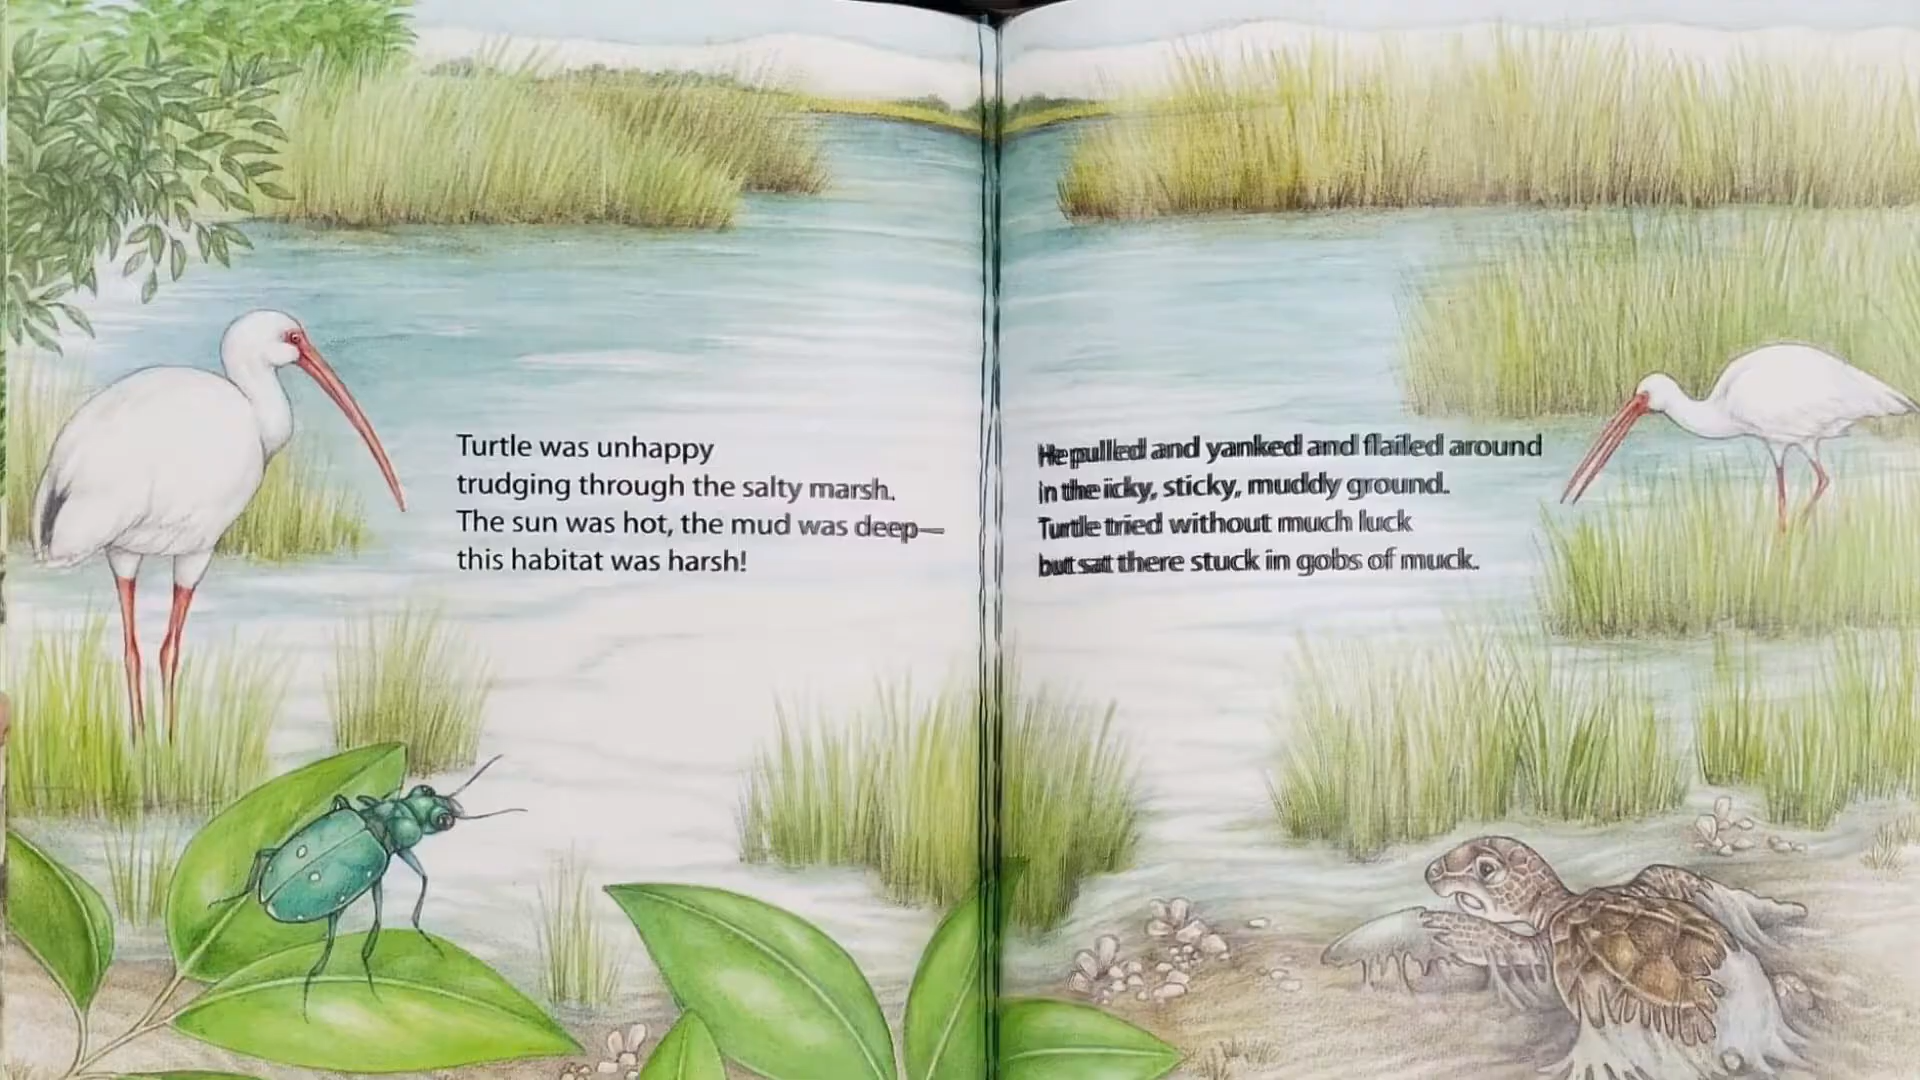 Turtle was unhappy
trudging through the salty marsh.
The sun was hot, the mud was deep—
this habitat was harsh!
He pulled and yanked and flailed around
in the icky, sticky, muddy ground.
Turtle tried without much luck
but sat there stuck in gobs of muck.